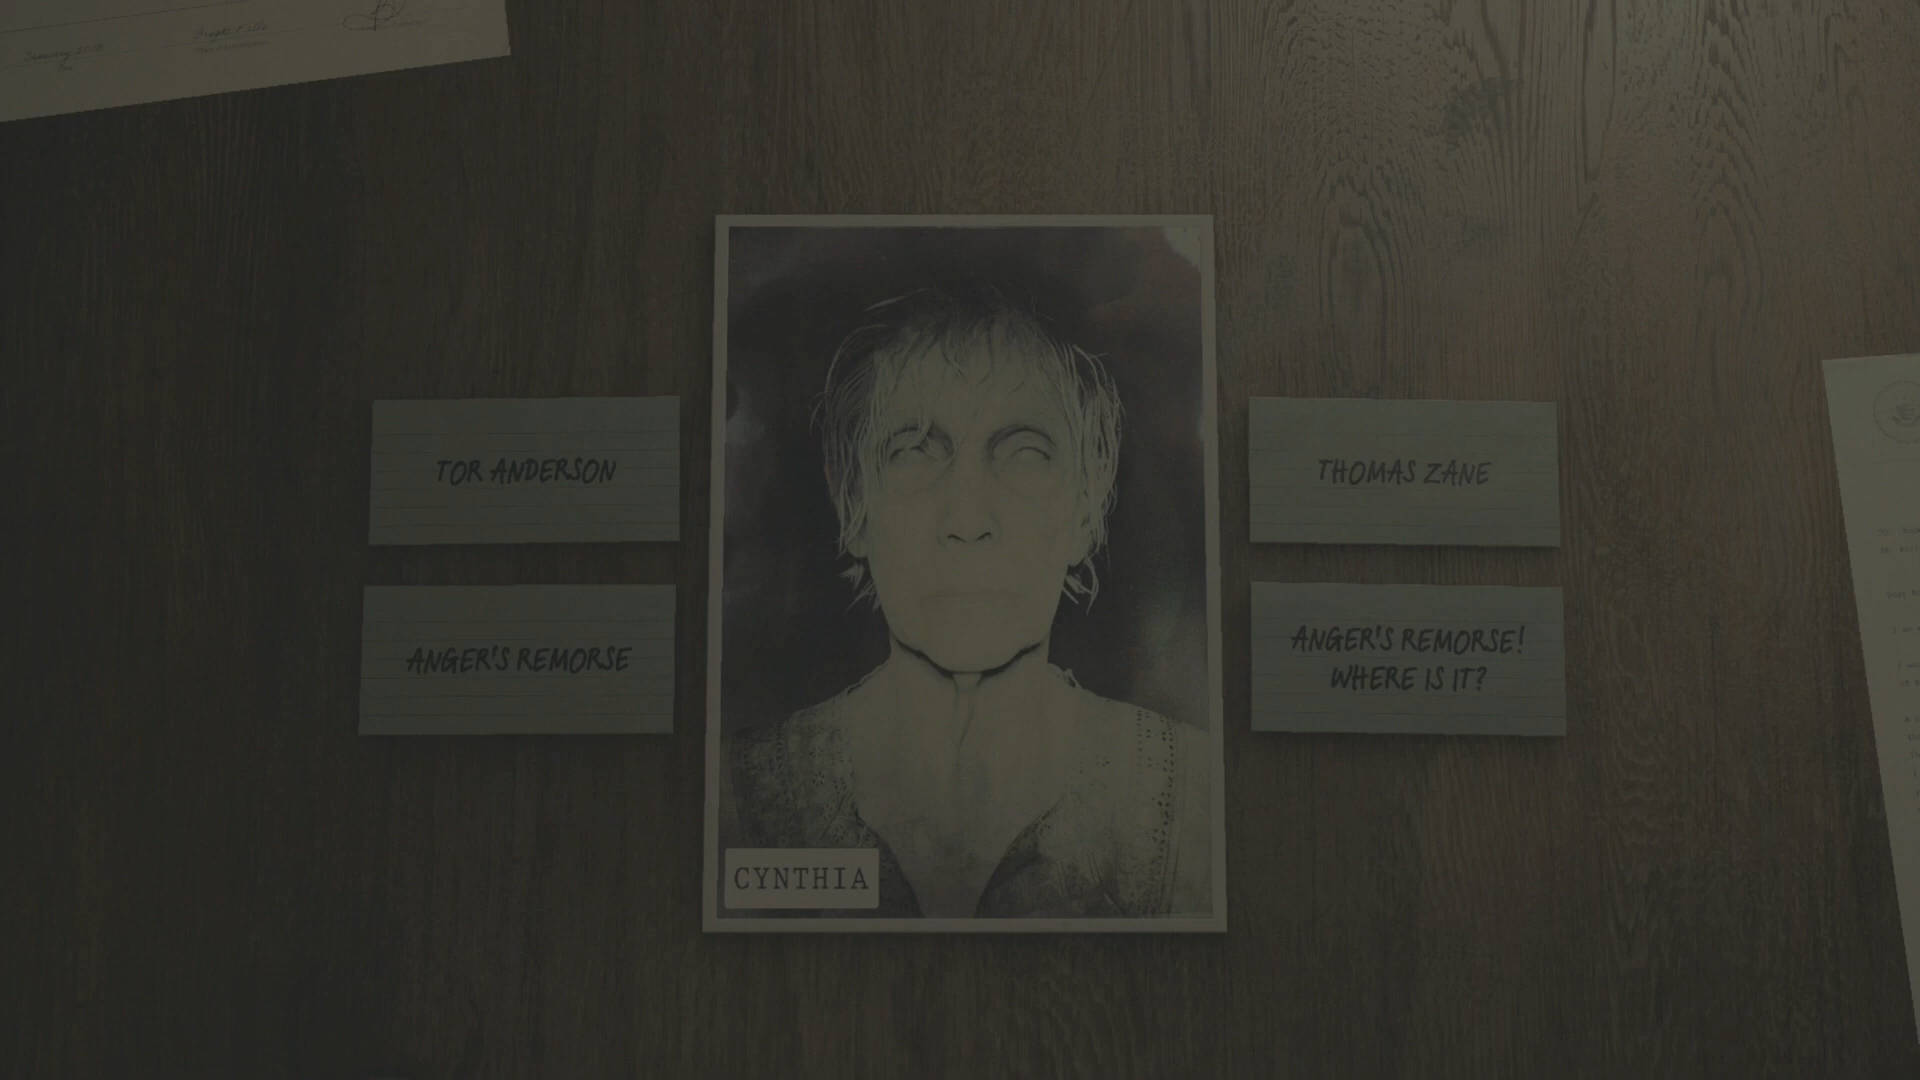 TOR ANDERSON
ANGER'S REMORSE
CYNTHIA
THOMAS ZANE
ANGER'S REMORSE!
WHERE IS IT?